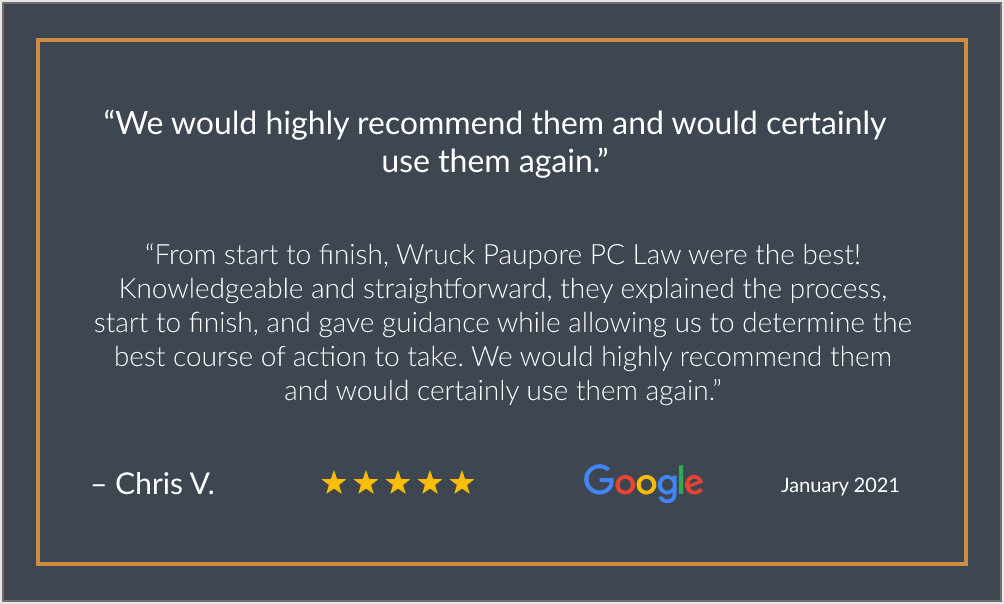 “We would highly recommend them and would certainly
use them again.”
“From start to finish, Wruck Paupore PC Law were the best!
Knowledgeable and straightforward, they explained the process,
start to finish, and gave guidance while allowing us to determine the
best course of action to take. We would highly recommend them
and would certainly use them again.”
– Chris V.
Google
January 2021